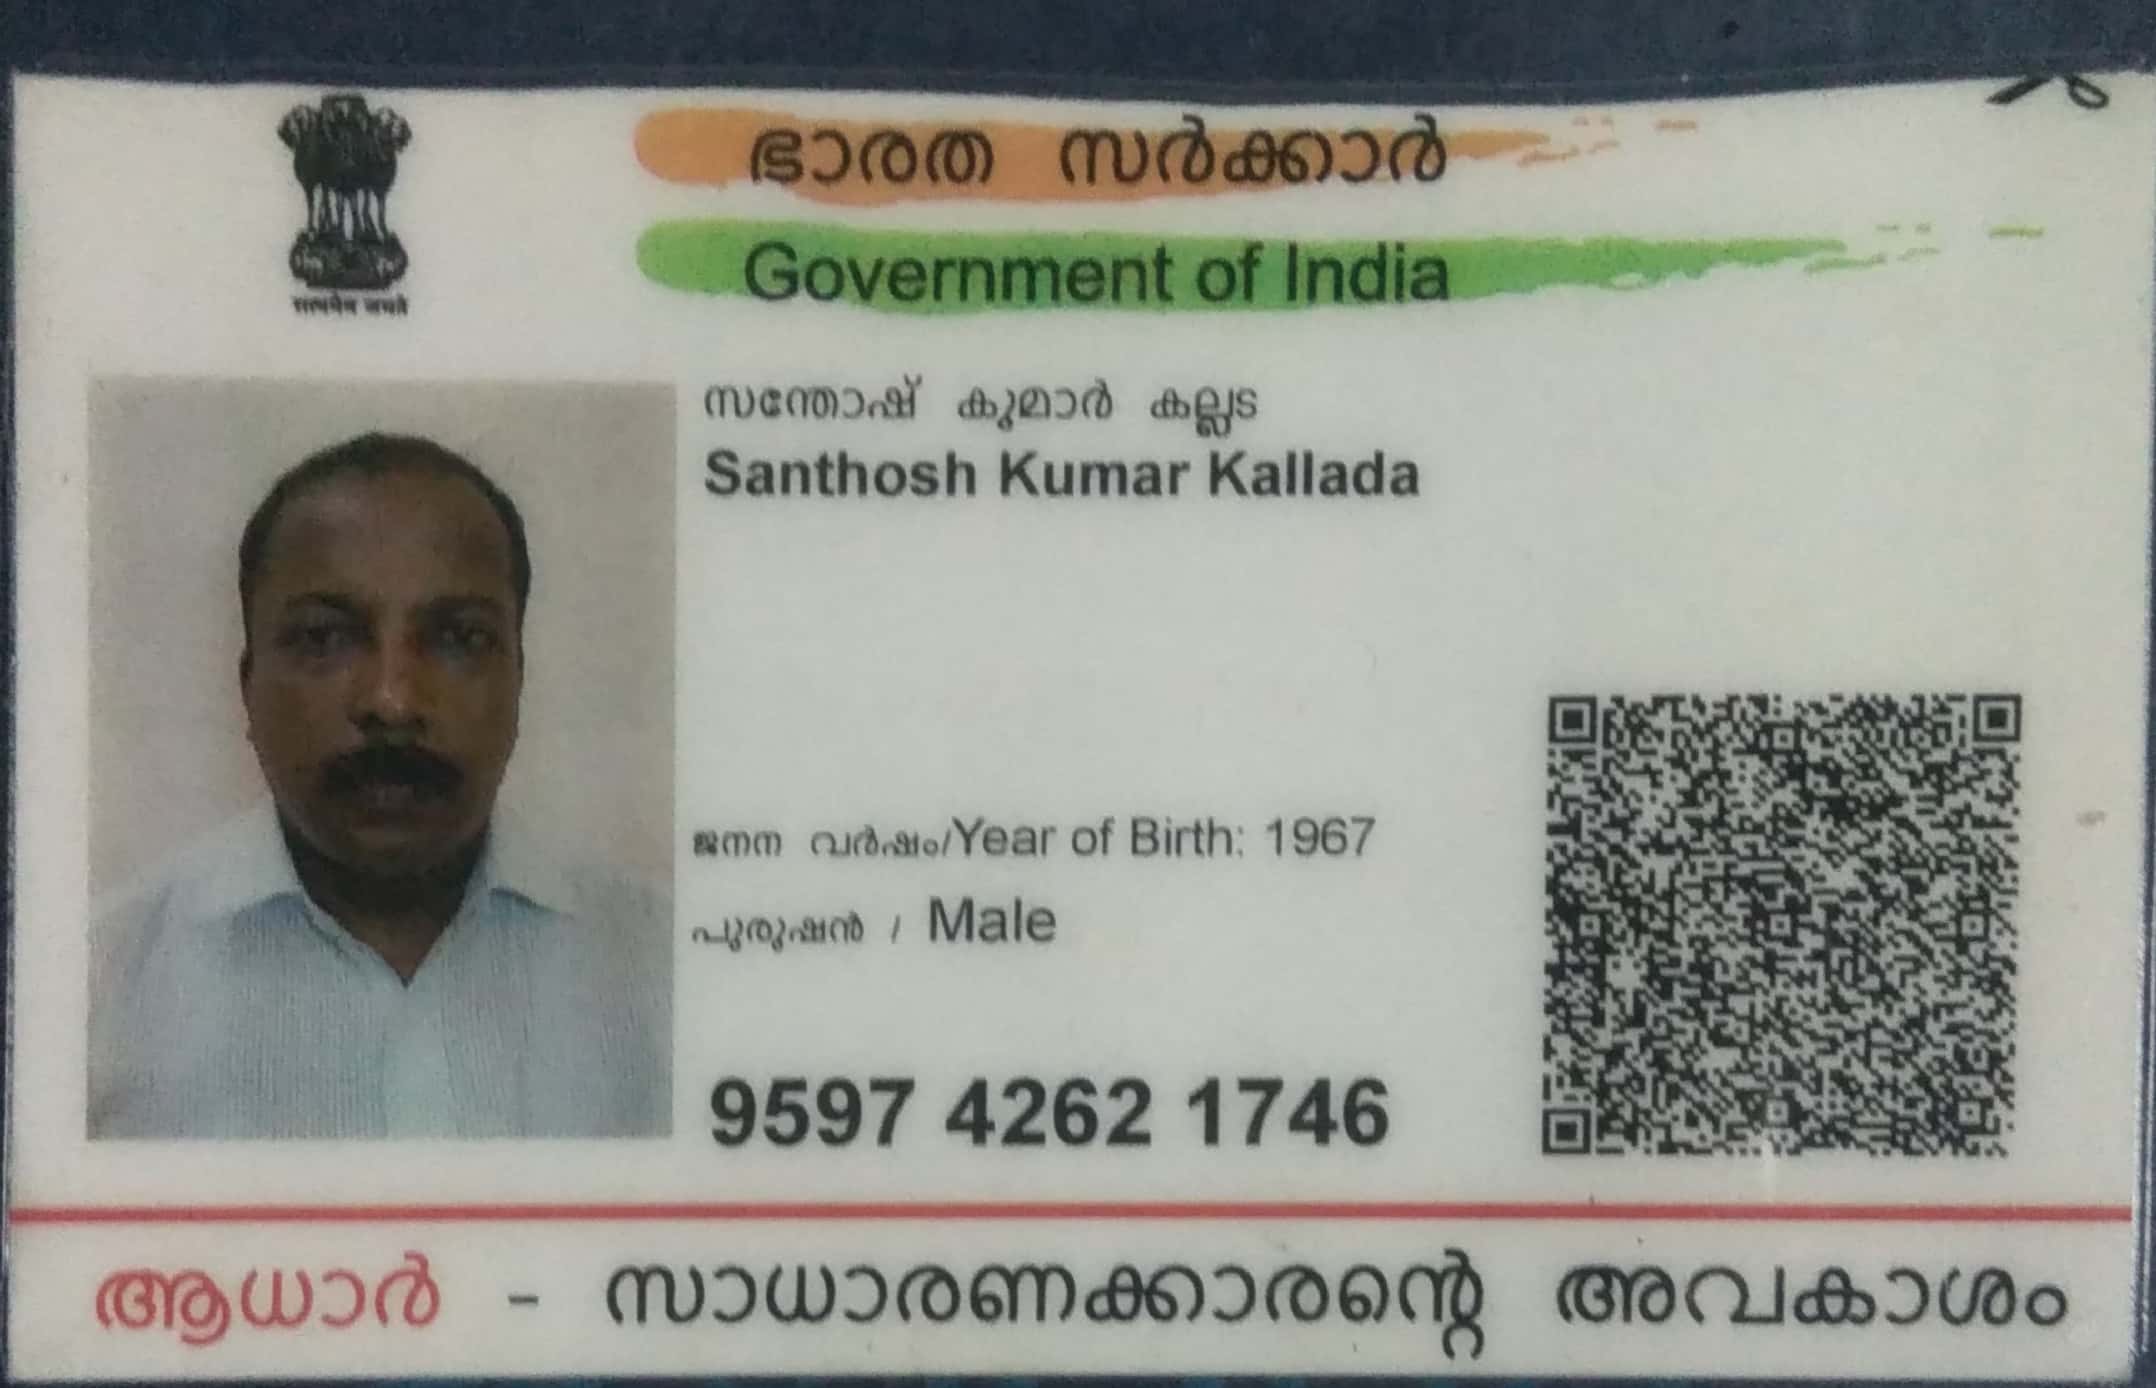 ഭാരത സർക്കാർ
Government of India
सत्यमेव जयते
സന്തോഷ് കുമാർ കല്ലട
Santhosh Kumar Kallada
ജനന വർഷം/Year of Birth: 1967
പുരുഷൻ / Male
9597 4262 1746
ആധാർ - സാധാരണക്കാരന്റെ അവകാശം